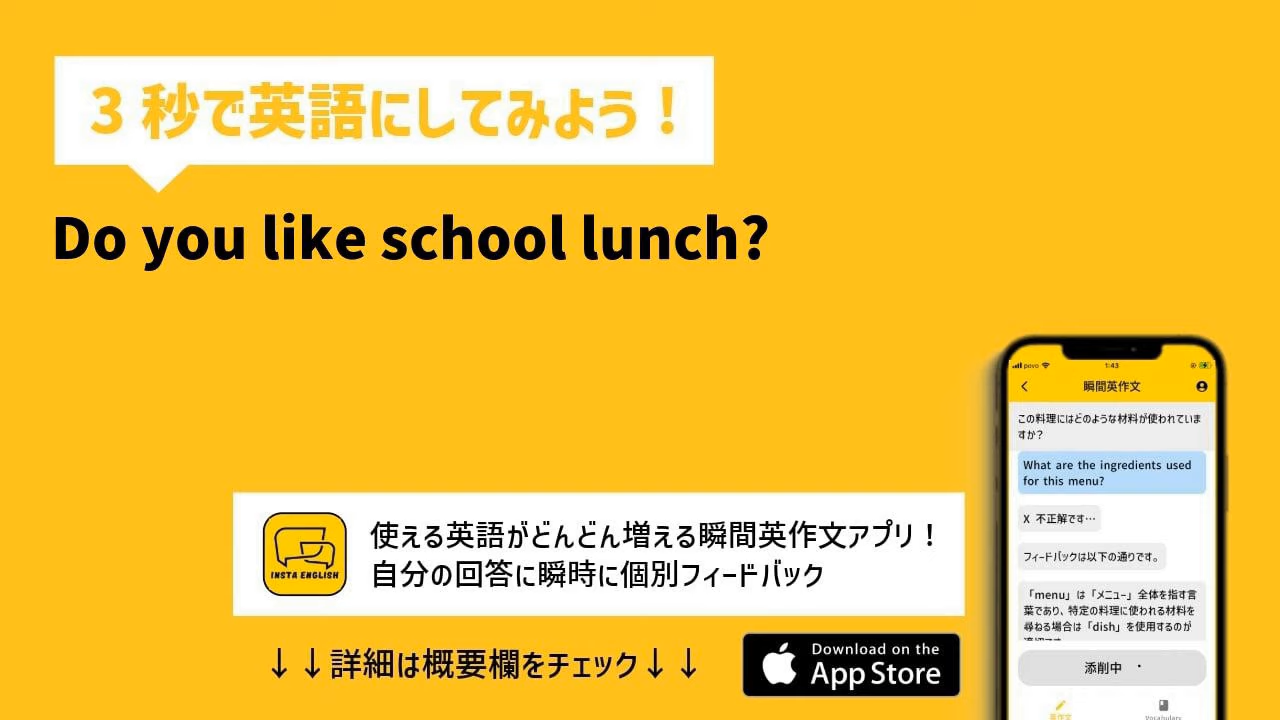 3 秒で英語にしてみよう！
Do you like school lunch?
povo
1:43
瞬間英作文
この料理にはどのような材料が使われていま
すか？
What are the ingredients used
for this menu?
X 不正解です…
フィードバックは以下の通りです。
「menu」は「メニュー」全体を指す言
葉であり、特定の料理に使われる材料を
尋ねる場合は「dish」を使用するのが
添削中
英作文
Vocabulary
INSTA ENGLISH
使える英語がどんどん増える瞬間英作文アプリ！
自分の回答に瞬時に個別フィードバック
↓↓詳細は概要欄をチェック↓↓
Download on the
App Store